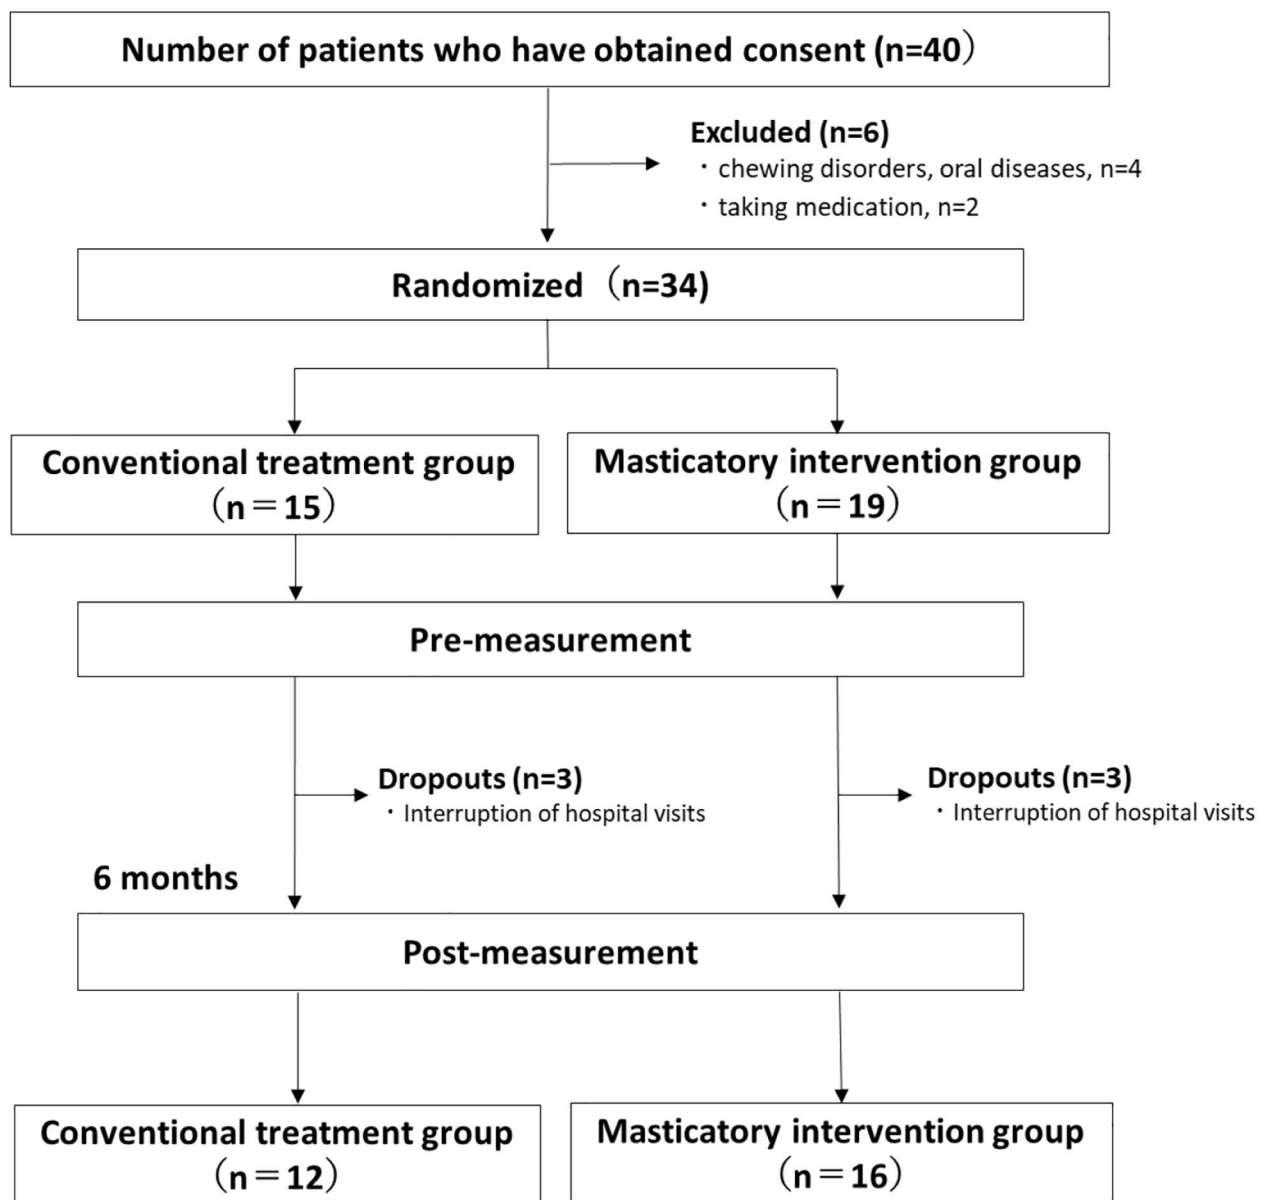 Number of patients who have obtained consent (n=40）
Excluded (n=6)
・chewing disorders, oral diseases, n=4
・taking medication, n=2
Randomized（n=34)
Conventional treatment group
（n＝15）
Masticatory intervention group
（n＝19）
Pre-measurement
Dropouts (n=3)
・Interruption of hospital visits
Dropouts (n=3)
・Interruption of hospital visits
6 months
Post-measurement
Conventional treatment group
（n＝12）
Masticatory intervention group
（n＝16）